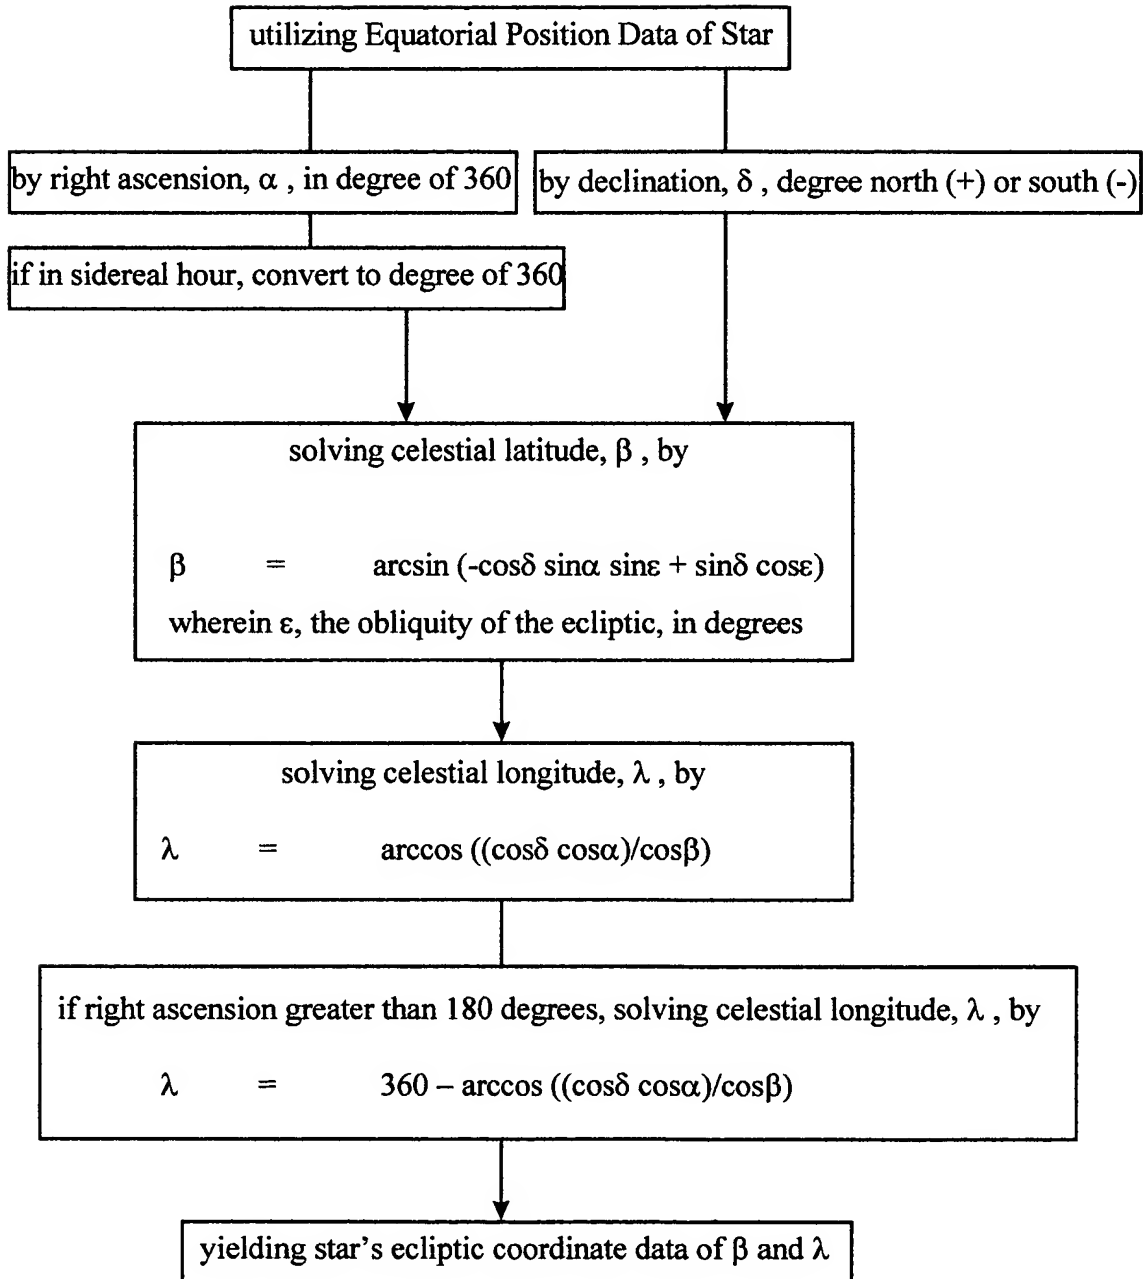 utilizing Equatorial Position Data of Star
by right ascension, α , in degree of 360
by declination, δ , degree north (+) or south (-)
if in sidereal hour, convert to degree of 360
solving celestial latitude, β , by
β = arcsin (-cosδ sinα sinε + sinδ cosε)
wherein ε, the obliquity of the ecliptic, in degrees
solving celestial longitude, λ , by
λ = arccos ((cosδ cosα)/cosβ)
if right ascension greater than 180 degrees, solving celestial longitude, λ , by
λ = 360 – arccos ((cosδ cosα)/cosβ)
yielding star’s ecliptic coordinate data of β and λ